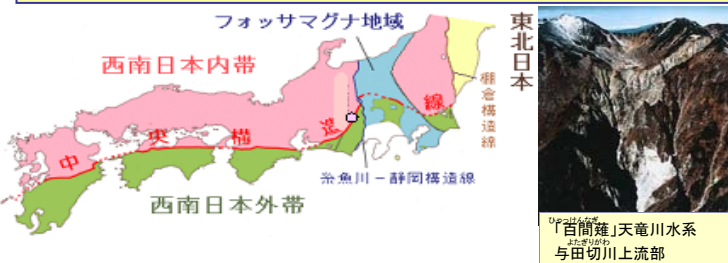 フォッサマグナ地域
西南日本内帯
東北日本
棚倉構造線
中央構造線
糸魚川－静岡構造線
西南日本外帯
ひゃっけんなぎ
「百間薙」天竜川水系
よたぎりがわ
与田切川上流部